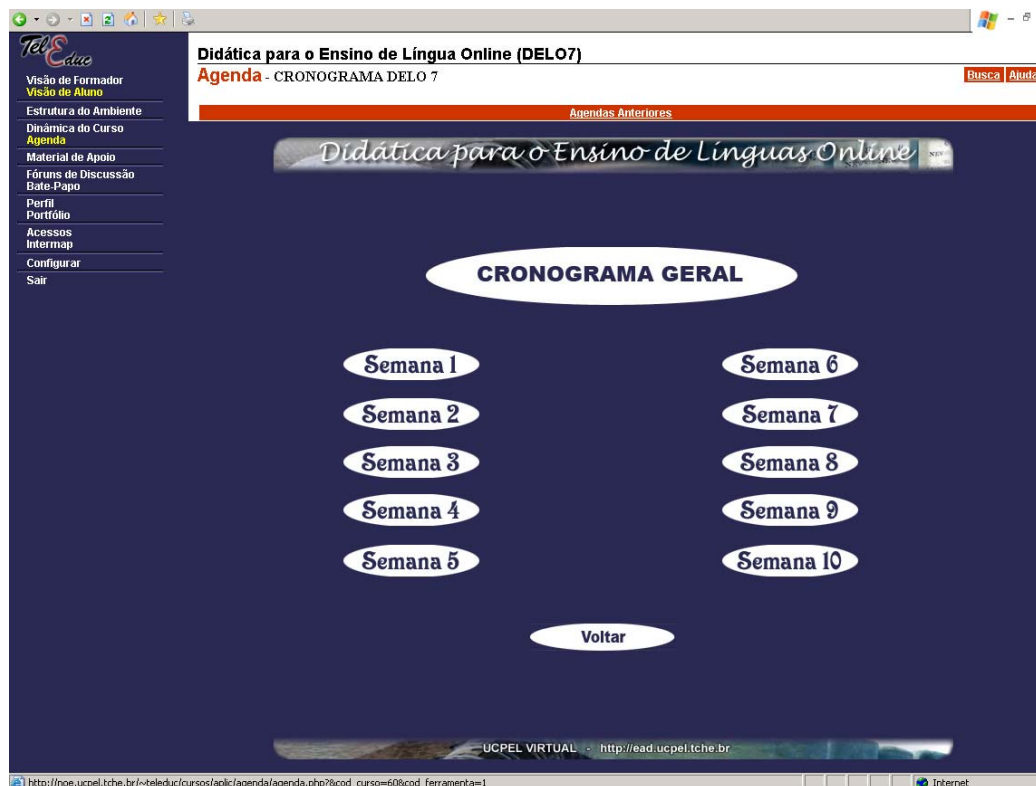 TelEduc
Visão de Formador
Visão de Aluno
Estrutura do Ambiente
Dinâmica do Curso
Agenda
Material de Apoio
Fóruns de Discussão
Bate-Papo
Perfil
Portfólio
Acessos
Intermap
Configurar
Sair
Didática para o Ensino de Língua Online (DELO7)
Agenda - CRONOGRAMA DELO 7
Busca Ajuda
Agendas Anteriores
Didática para o Ensino de Línguas Online
CRONOGRAMA GERAL
Semana 1
Semana 2
Semana 3
Semana 4
Semana 5
Semana 6
Semana 7
Semana 8
Semana 9
Semana 10
Voltar
UCPEL VIRTUAL - http://ead.ucpel.tche.br
http://noe.ucpel.tche.br/~teleduc/cursos/aplic/agenda/agenda.php?&cod_curso=60&cod_ferramenta=1
Internet